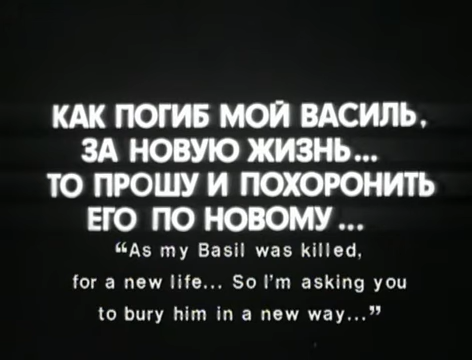 КАК ПОГИБ МОЙ ВАСИЛЬ,
ЗА НОВУЮ ЖИЗНЬ...
ТО ПРОШУ И ПОХОРОНИТЬ
ЕГО ПО НОВОМУ...
“As my Basil was killed,
for a new life... So I'm asking you
to bury him in a new way...”